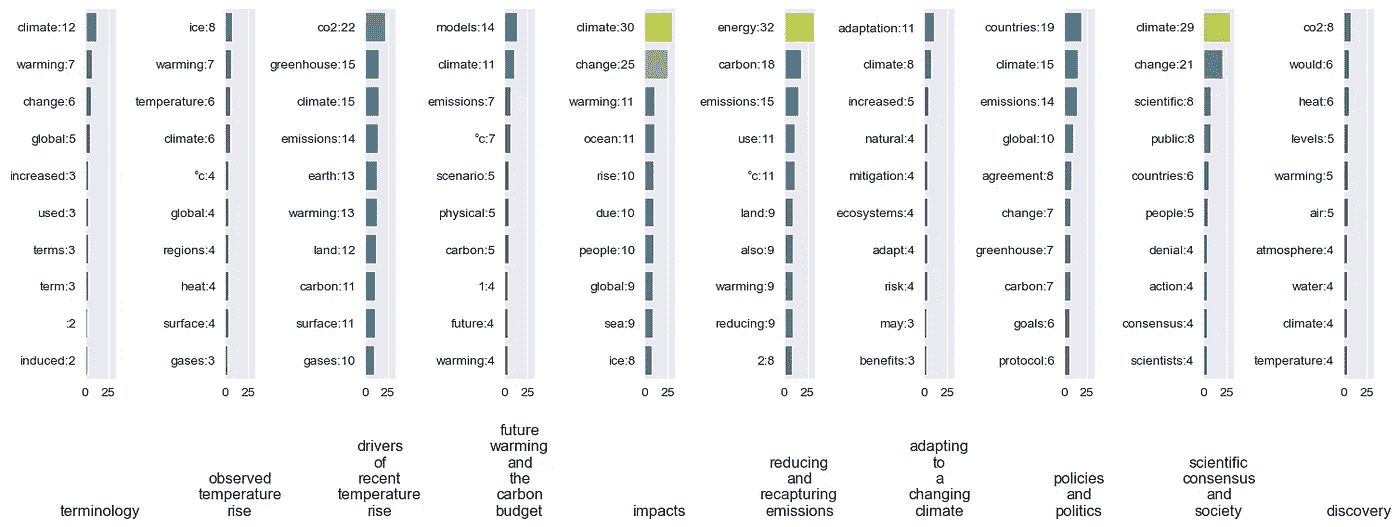 climate:12 ice:8 co2:22 models:14 climate:30 energy:32 adaptation:11 countries:19 climate:29 co2:8
warming:7 warming:7 greenhouse:15 climate:11 change:25 carbon:18 climate:8 climate:15 change:21 would:6
change:6 temperature:6 climate:15 emissions:7 warming:11 emissions:15 increased:5 emissions:14 scientific:8 heat:6
global:5 climate:6 emissions:14 °c:7 ocean:11 use:11 natural:4 global:10 public:8 levels:5
increased:3 °c:4 earth:13 scenario:5 rise:10 °c:11 mitigation:4 agreement:8 countries:6 warming:5
used:3 global:4 warming:13 physical:5 due:10 land:9 ecosystems:4 change:7 people:5 air:5
terms:3 regions:4 land:12 carbon:5 people:10 also:9 adapt:4 greenhouse:7 denial:4 atmosphere:4
term:3 heat:4 carbon:11 1:4 global:9 warming:9 risk:4 carbon:7 action:4 water:4
:2 surface:4 surface:11 future:4 sea:9 reducing:9 may:3 goals:6 consensus:4 climate:4
induced:2 gases:3 gases:10 warming:4 ice:8 2:8 benefits:3 protocol:6 scientists:4 temperature:4
0 25 0 25 0 25 0 25 0 25 0 25 0 25 0 25 0 25 0 25
terminology
observed
temperature
rise
drivers
of
recent
temperature
rise
future
warming
and
the
carbon
budget
impacts
reducing
and
recapturing
emissions
adapting
to
a
changing
climate
policies
and
politics
scientific
consensus
and
society
discovery